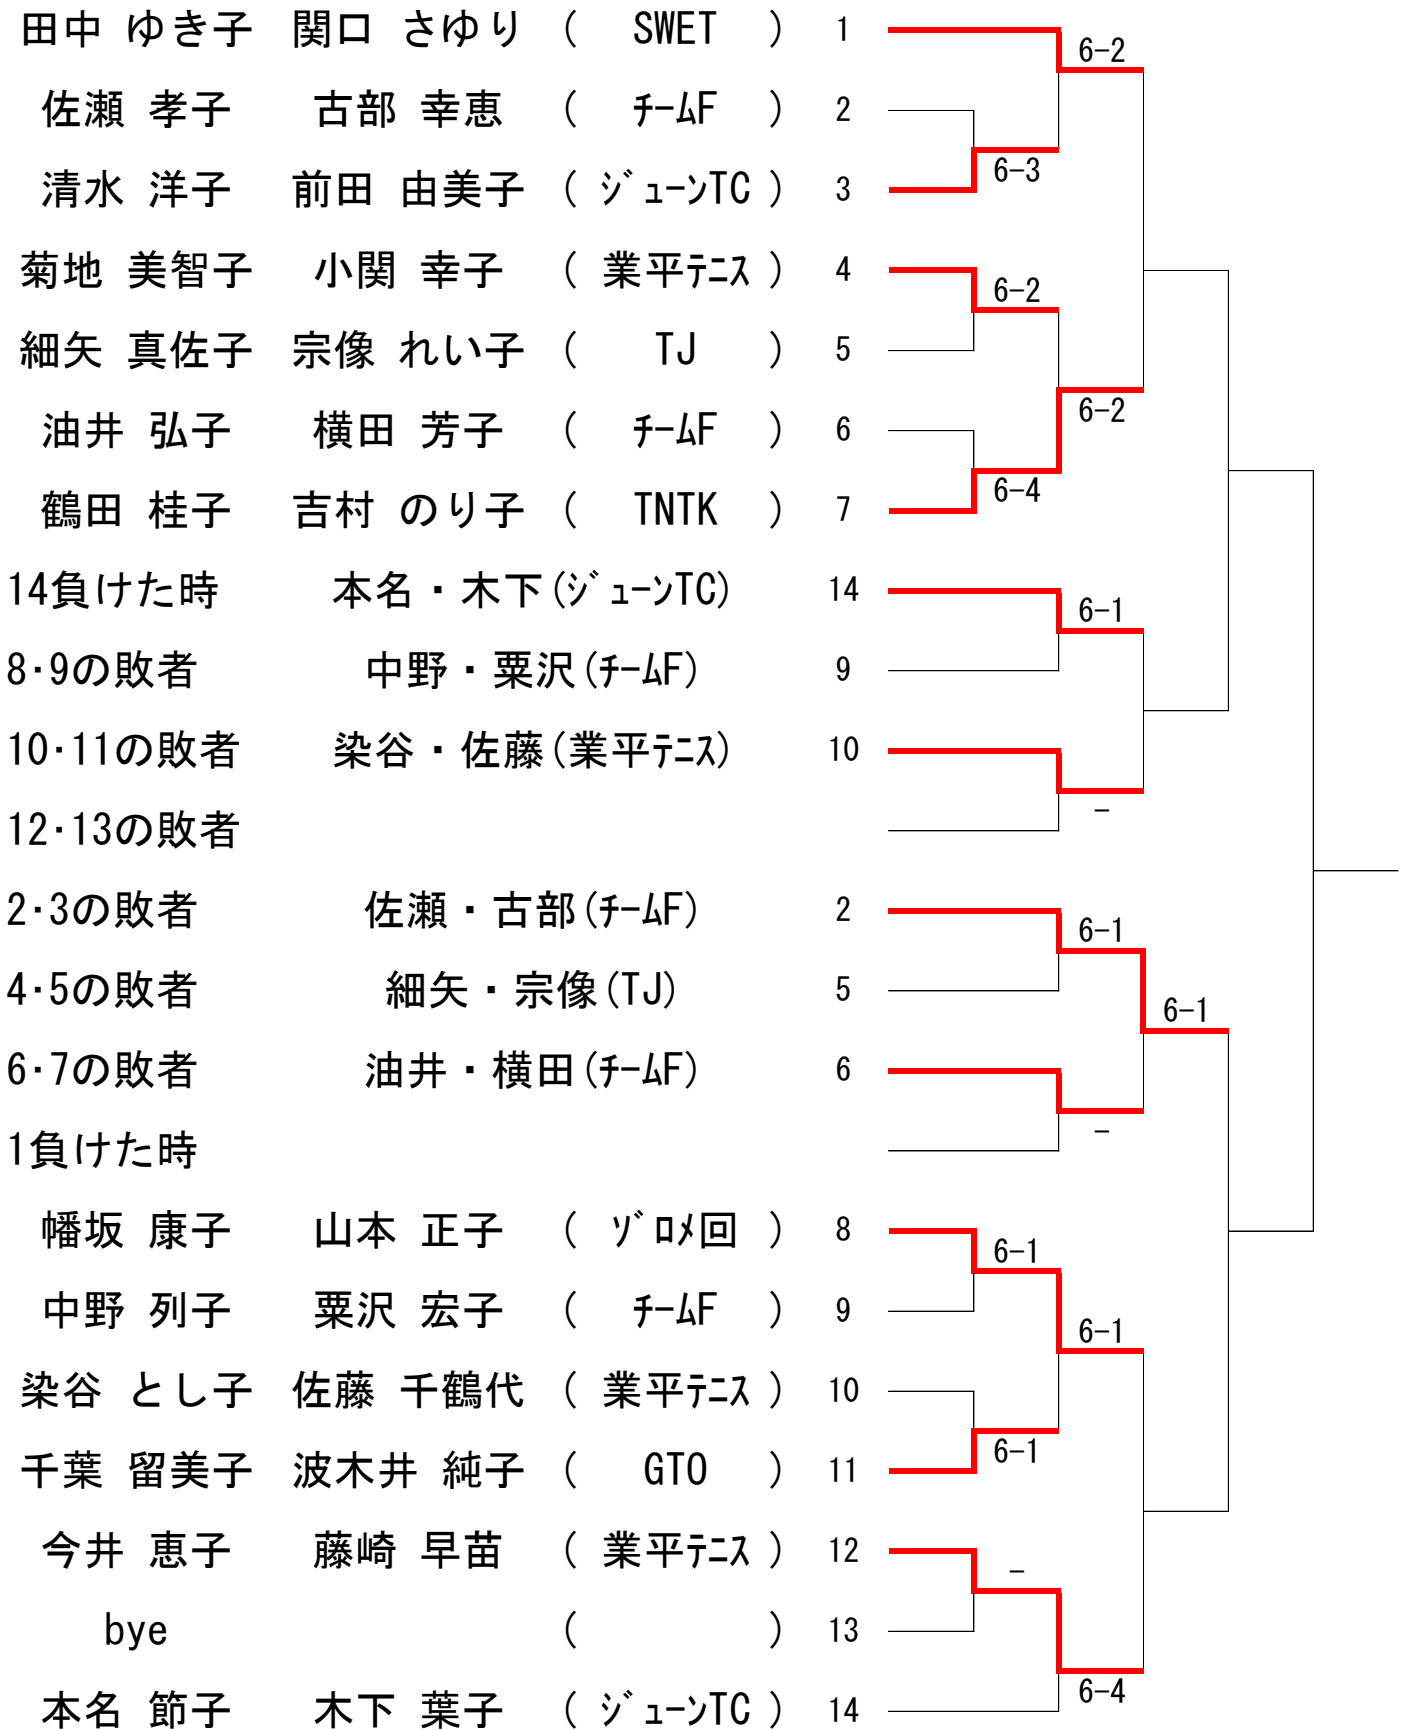 田中 ゆき子 関口 さゆり ( SWET ) 1
6-2
佐瀬 孝子 古部 幸恵 ( ﾁｰﾑF ) 2
6-3
清水 洋子 前田 由美子 ( ｼﾞｭｰﾝTC ) 3
菊地 美智子 小関 幸子 ( 業平ﾃﾆｽ ) 4
6-2
細矢 真佐子 宗像 れい子 ( TJ ) 5
6-2
油井 弘子 横田 芳子 ( ﾁｰﾑF ) 6
6-4
鶴田 桂子 吉村 のり子 ( TNTK ) 7
14負けた時 本名・木下(ｼﾞｭｰﾝTC) 14
6-1
8･9の敗者 中野・粟沢(ﾁｰﾑF) 9
10･11の敗者 染谷・佐藤(業平ﾃﾆｽ) 10
-
12･13の敗者
2･3の敗者 佐瀬・古部(ﾁｰﾑF) 2
6-1
4･5の敗者 細矢・宗像(TJ) 5
6-1
6･7の敗者 油井・横田(ﾁｰﾑF) 6
-
1負けた時
幡坂 康子 山本 正子 ( ｿﾞﾛﾒ回 ) 8
6-1
中野 列子 粟沢 宏子 ( ﾁｰﾑF ) 9
6-1
染谷 とし子 佐藤 千鶴代 ( 業平ﾃﾆｽ ) 10
6-1
千葉 留美子 波木井 純子 ( GTO ) 11
今井 恵子 藤崎 早苗 ( 業平ﾃﾆｽ ) 12
-
bye ( ) 13
6-4
本名 節子 木下 葉子 ( ｼﾞｭｰﾝTC ) 14